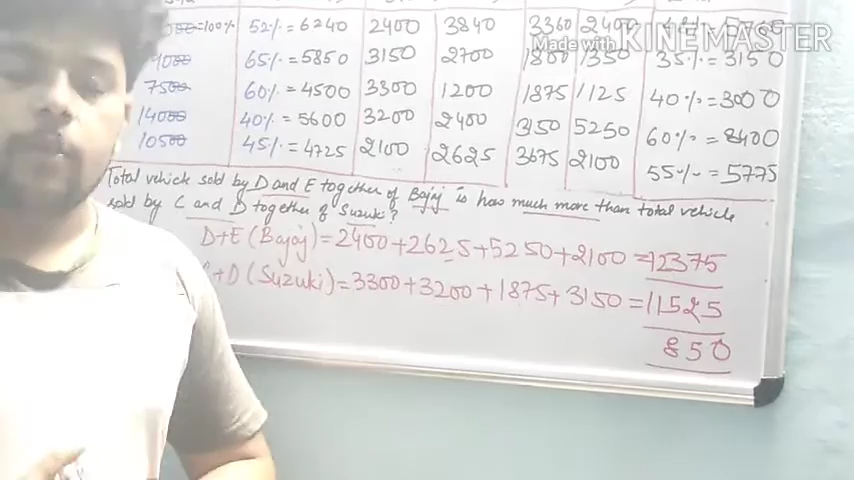 000=100% 52% = 6240 2400 3840 3360 2400
Made with KINEMASTER
9000 65% = 5850 3150 2700 1800 1350 35% = 3150
7500 60% = 4500 3300 1200 1875 1125 40% = 3000
14000 40% = 5600 3200 2400 3150 5250 60% = 8400
10500 45% = 4725 2100 2625 3675 2100 55% = 5775
Total vehicle sold by D and E together of Bajaj is how much more than total vehicle
sold by C and D together of Suzuki?
D+E (Bajaj) = 2400+2625+5250+2100 = 12375
+D (Suzuki) = 3300+3200+1875+3150 = 11525
850